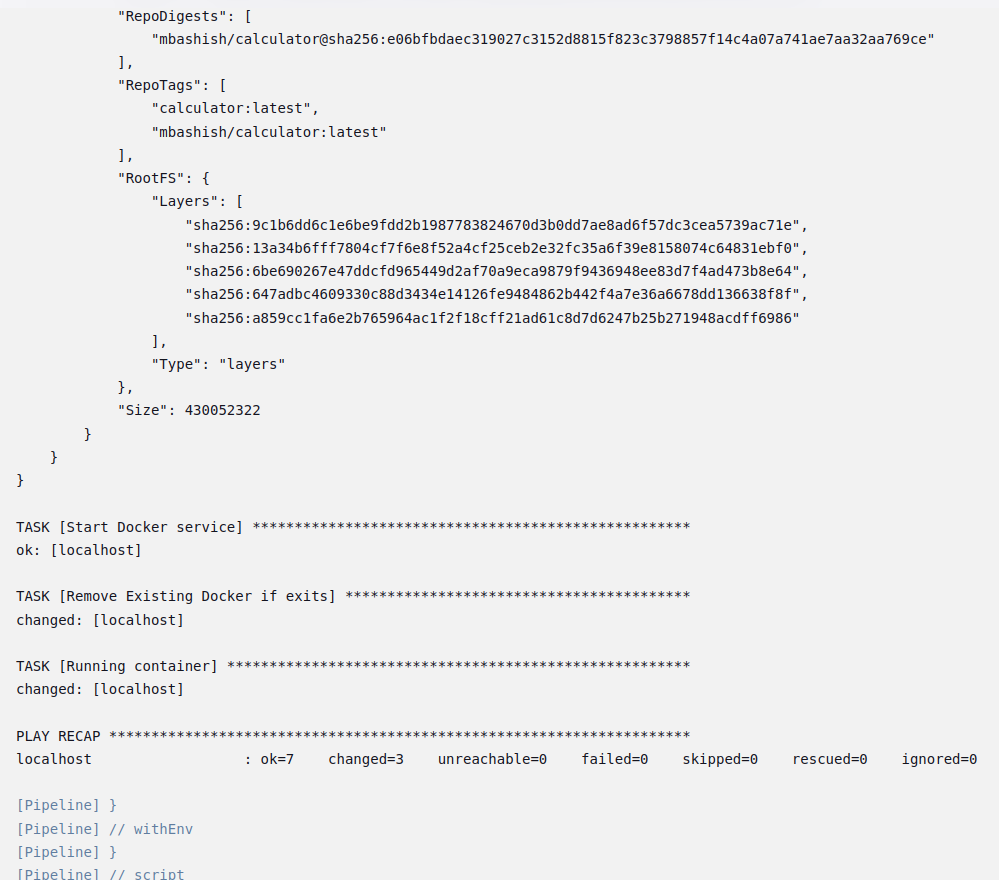 "RepoDigests": [
"mbashish/calculator@sha256:e06bfbdaec319027c3152d8815f823c3798857f14c4a07a741ae7aa32aa769ce"
],
"RepoTags": [
"calculator:latest",
"mbashish/calculator:latest"
],
"RootFS": {
"Layers": [
"sha256:9c1b6dd6c1e6be9fdd2b1987783824670d3b0dd7ae8ad6f57dc3cea5739ac71e",
"sha256:13a34b6fff7804cf7f6e8f52a4cf25ceb2e32fc35a6f39e8158074c64831ebf0",
"sha256:6be690267e47ddcfd965449d2af70a9eca9879f9436948ee83d7f4ad473b8e64",
"sha256:647adbc4609330c88d3434e14126fe9484862b442f4a7e36a6678dd136638f8f",
"sha256:a859cc1fa6e2b765964ac1f2f18cff21ad61c8d7d6247b25b271948acdff6986"
],
"Type": "layers"
},
"Size": 430052322
}
}
}
TASK [Start Docker service] ****************************************************
ok: [localhost]
TASK [Remove Existing Docker if exits] *****************************************
changed: [localhost]
TASK [Running container] *******************************************************
changed: [localhost]
PLAY RECAP *********************************************************************
localhost                  : ok=7    changed=3    unreachable=0    failed=0    skipped=0    rescued=0    ignored=0
[Pipeline] }
[Pipeline] // withEnv
[Pipeline] }
[Pipeline] // script